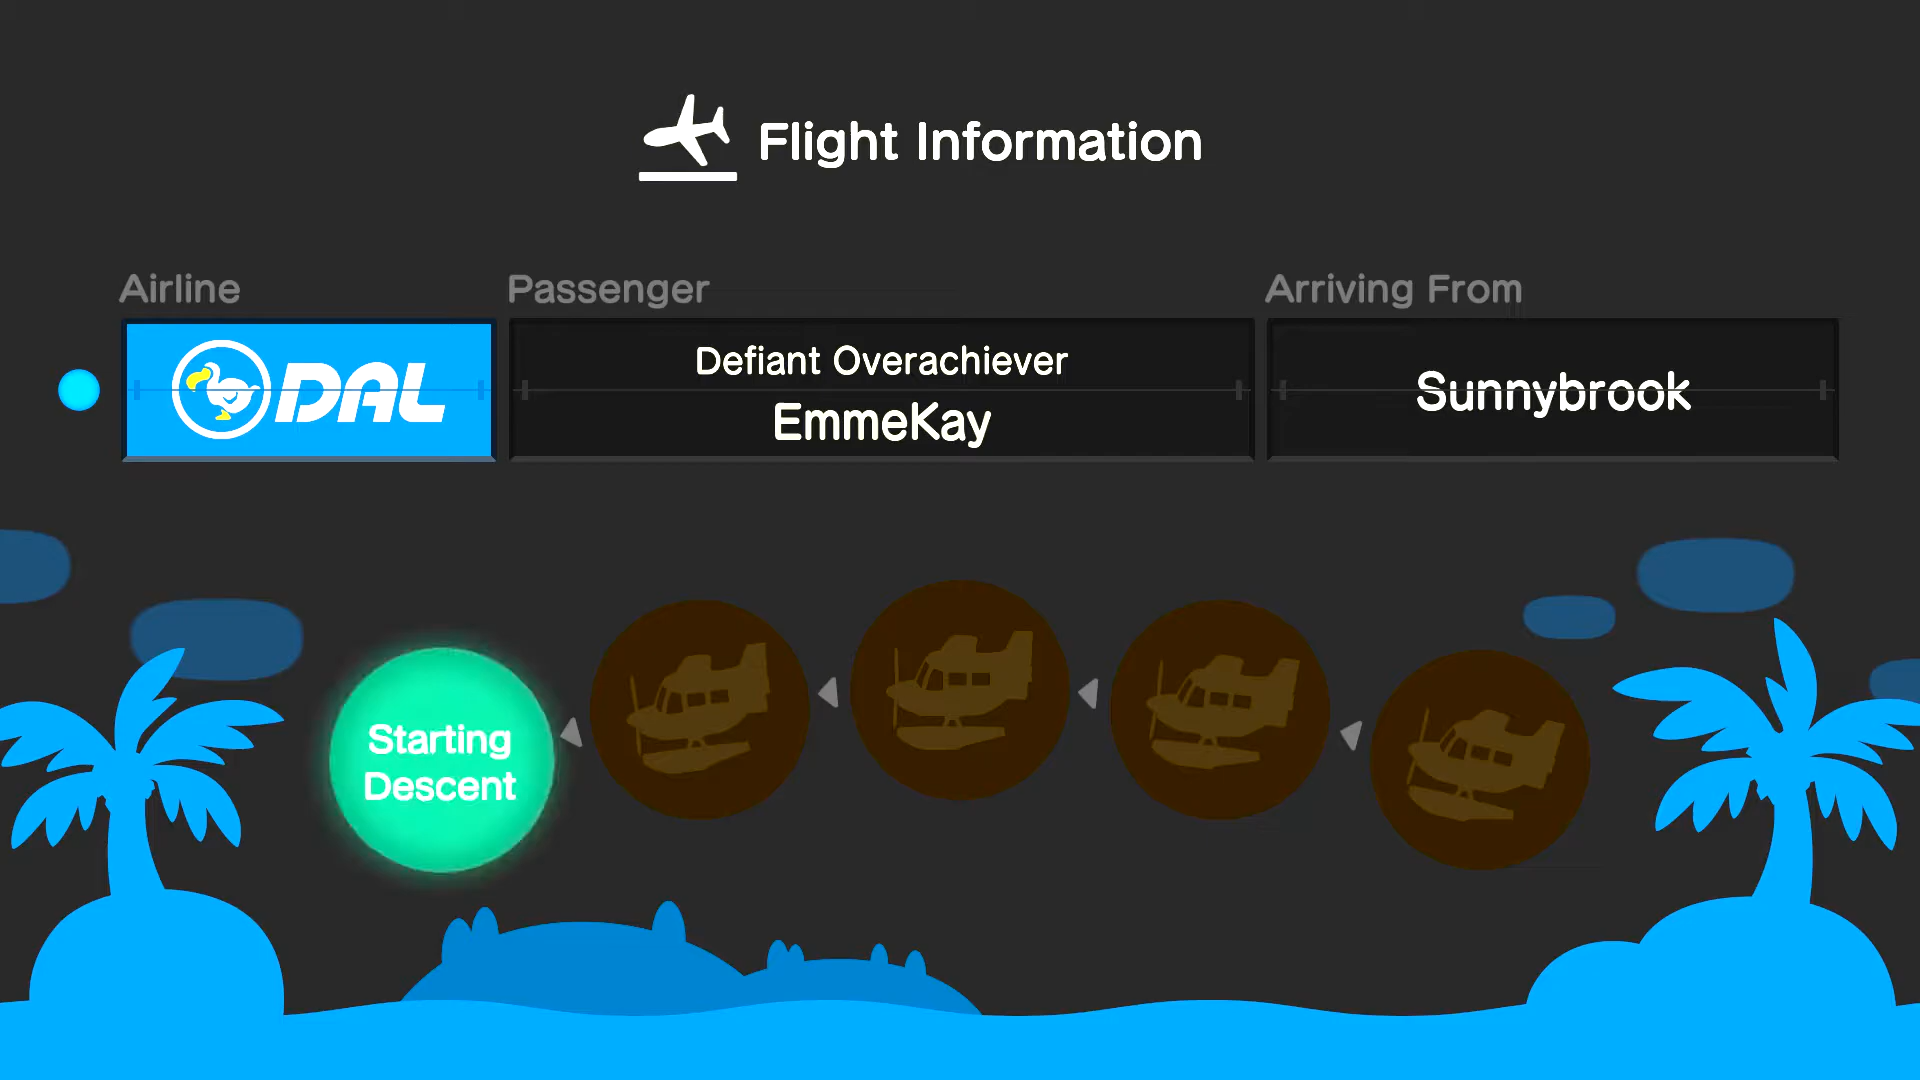 Flight Information
Airline
Passenger
Arriving From
DAL
Defiant Overachiever
EmmeKay
Sunnybrook
Starting
Descent